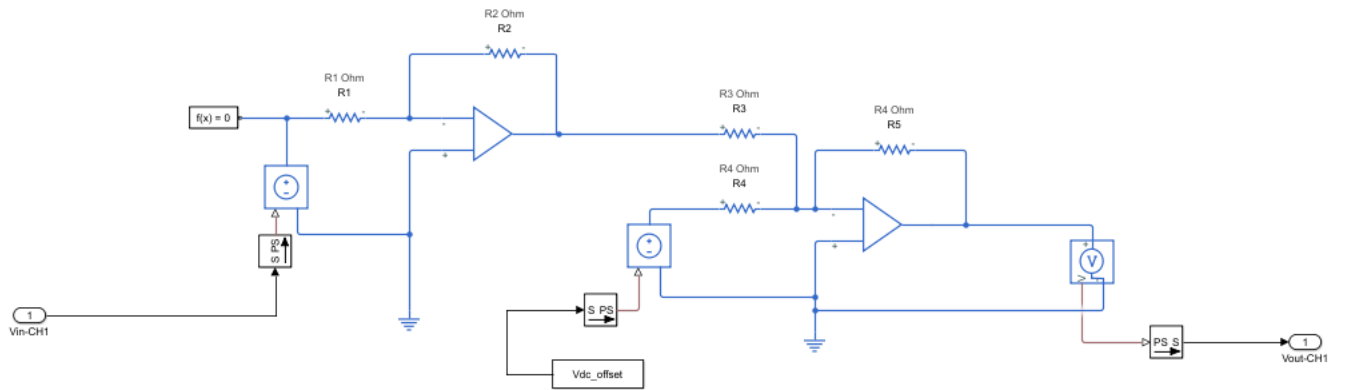 R2 Ohm
R2
R1 Ohm
R1
f(x) = 0
R3 Ohm
R3
R4 Ohm
R5
R4 Ohm
R4
S PS
V
V
1
Vin-CH1
S PS
Vdc_offset
PS S
1
Vout-CH1